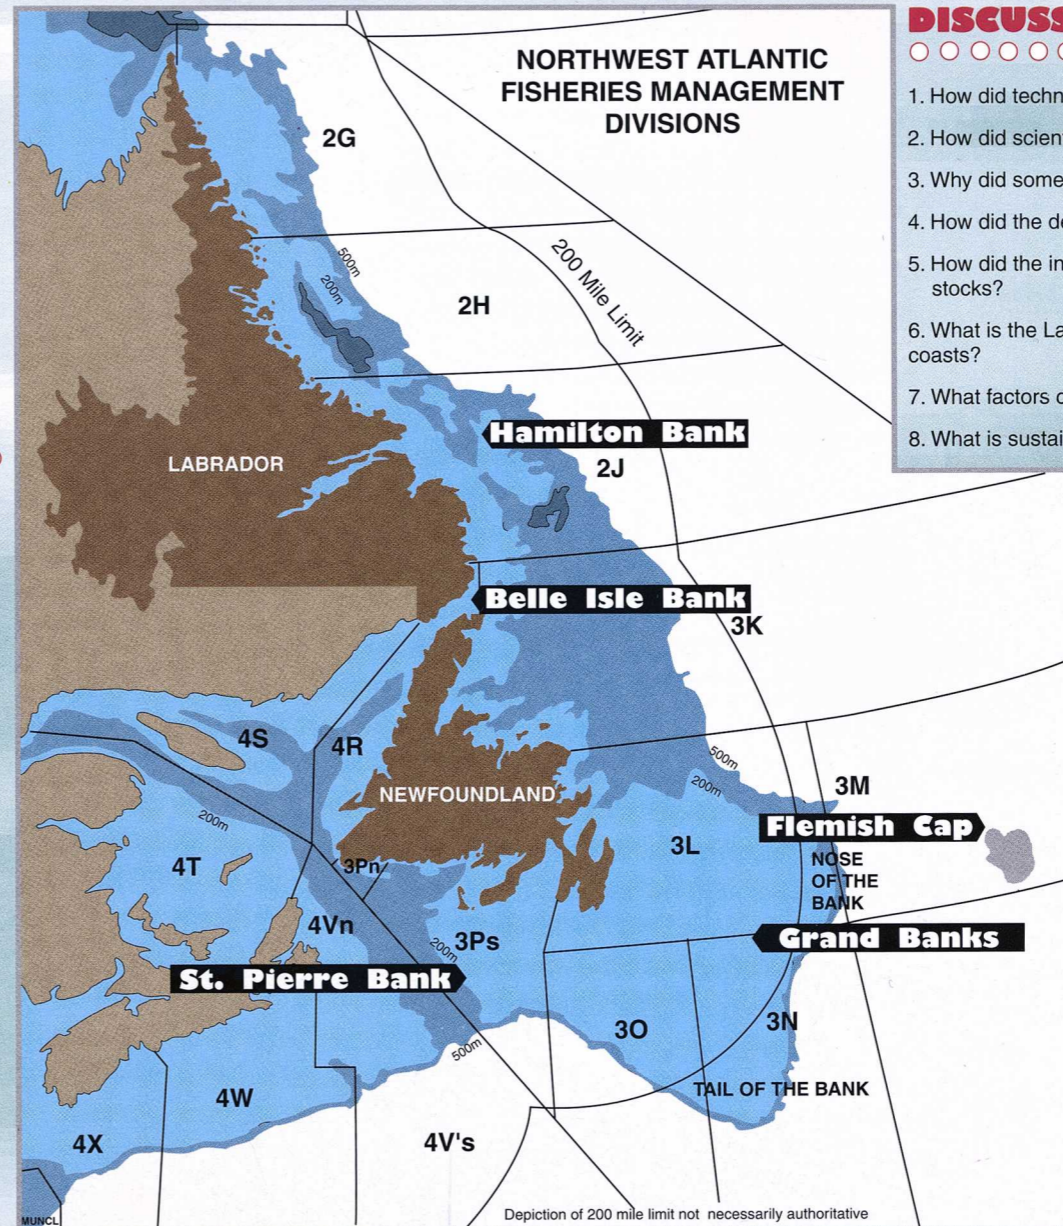 NORTHWEST ATLANTIC
FISHERIES MANAGEMENT
DIVISIONS
2G
500m
200m
200 Mile Limit
2H
Hamilton Bank
2J
LABRADOR
Belle Isle Bank
3K
4S
4R
500m
200m
3M
NEWFOUNDLAND
200m
Flemish Cap
3L
4T
3Pn
NOSE
OF THE
BANK
4Vn
200m
3Ps
Grand Banks
St. Pierre Bank
3O
3N
500m
TAIL OF THE BANK
4W
4X
4V's
MUNCL
Depiction of 200 mile limit not necessarily authoritative
DISCUSS
1. How did techn
2. How did scien
3. Why did some
4. How did the de
5. How did the in
stocks?
6. What is the La
coasts?
7. What factors
8. What is sustai